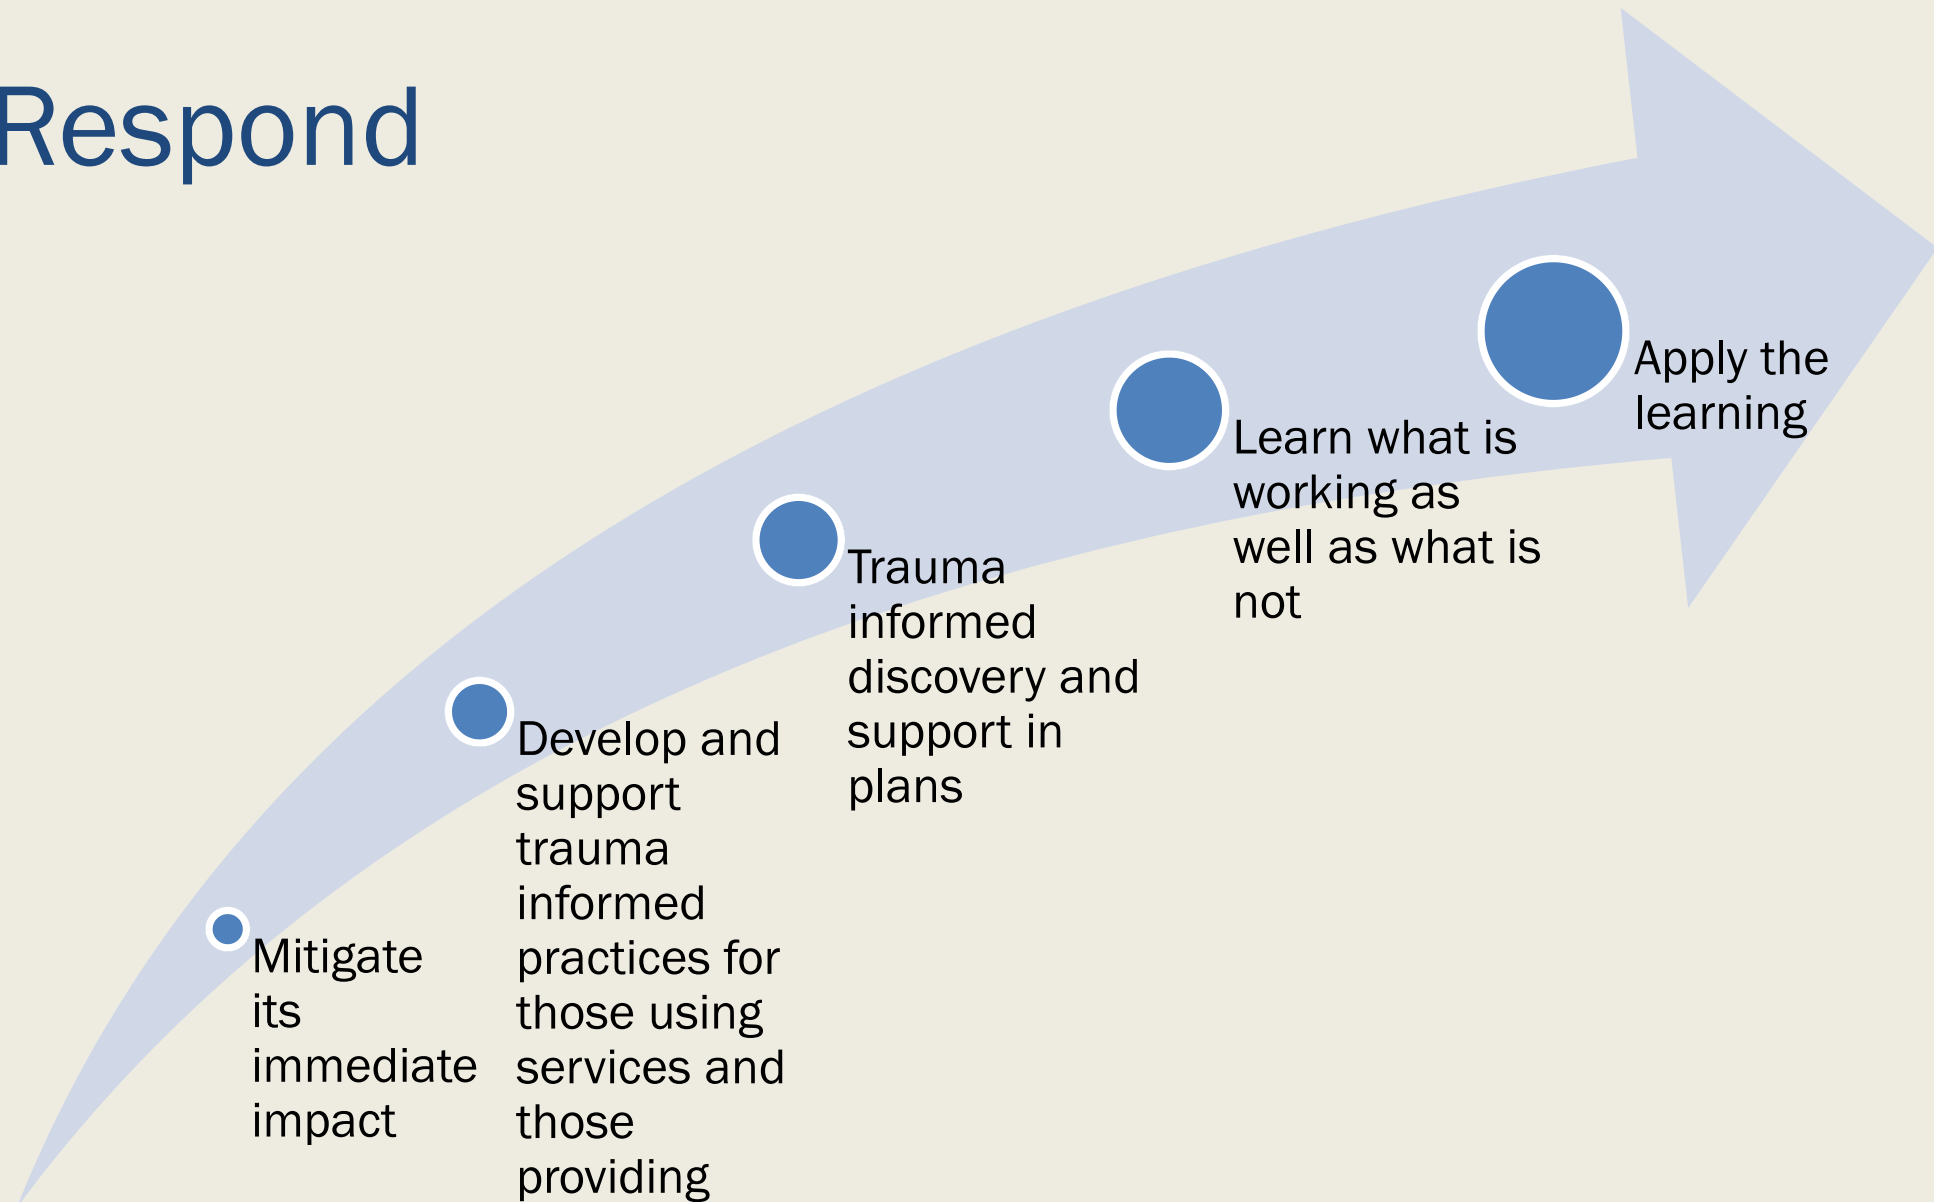 Respond
Mitigate
its
immediate
impact
Develop and
support
trauma
informed
practices for
those using
services and
those
providing
Trauma
informed
discovery and
support in
plans
Learn what is
working as
well as what is
not
Apply the
learning